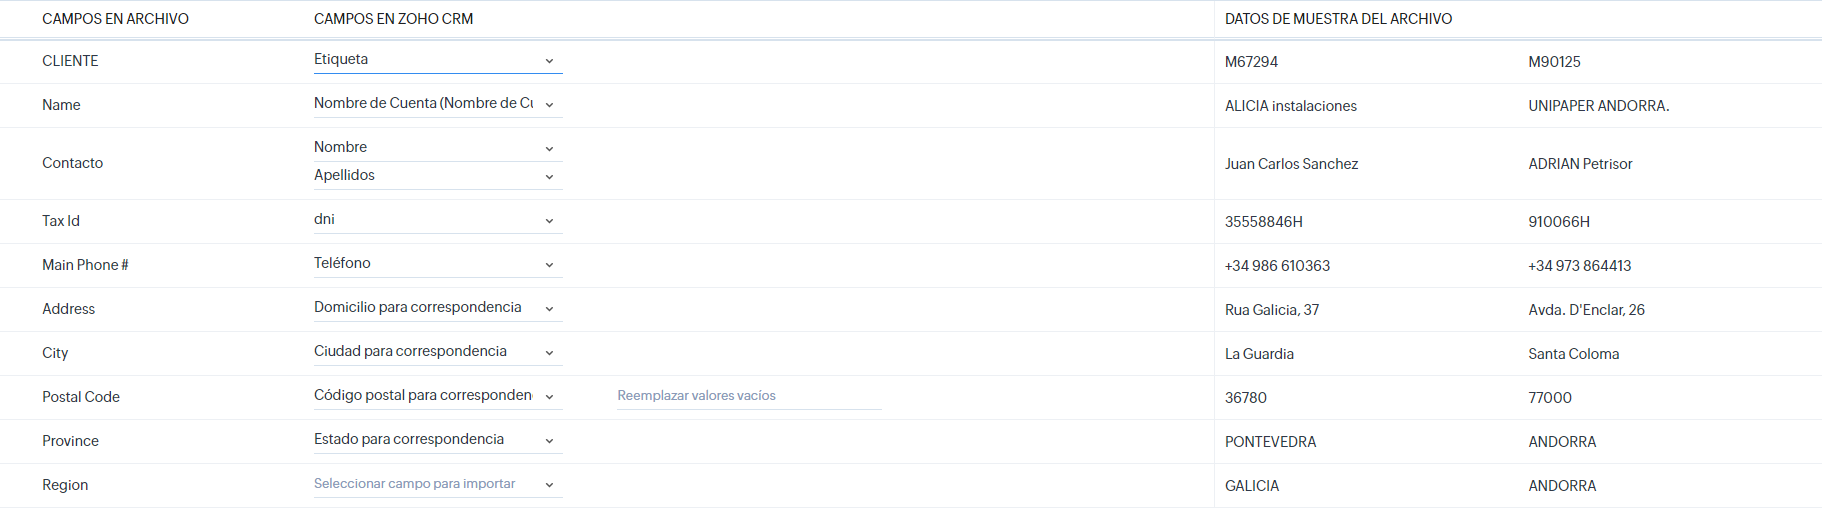 CAMPOS EN ARCHIVO CAMPOS EN ZOHO CRM DATOS DE MUESTRA DEL ARCHIVO
CLIENTE Etiqueta M67294 M90125
Name Nombre de Cuenta (Nombre de Cu ALICIA instalaciones UNIPAPER ANDORRA.
Contacto Nombre Juan Carlos Sanchez ADRIAN Petrisor
Apellidos
Tax Id dni 35558846H 910066H
Main Phone # Teléfono +34 986 610363 +34 973 864413
Address Domicilio para correspondencia Rua Galicia, 37 Avda. D'Enclar, 26
City Ciudad para correspondencia La Guardia Santa Coloma
Postal Code Código postal para corresponden Reemplazar valores vacíos 36780 77000
Province Estado para correspondencia PONTEVEDRA ANDORRA
Region Seleccionar campo para importar GALICIA ANDORRA